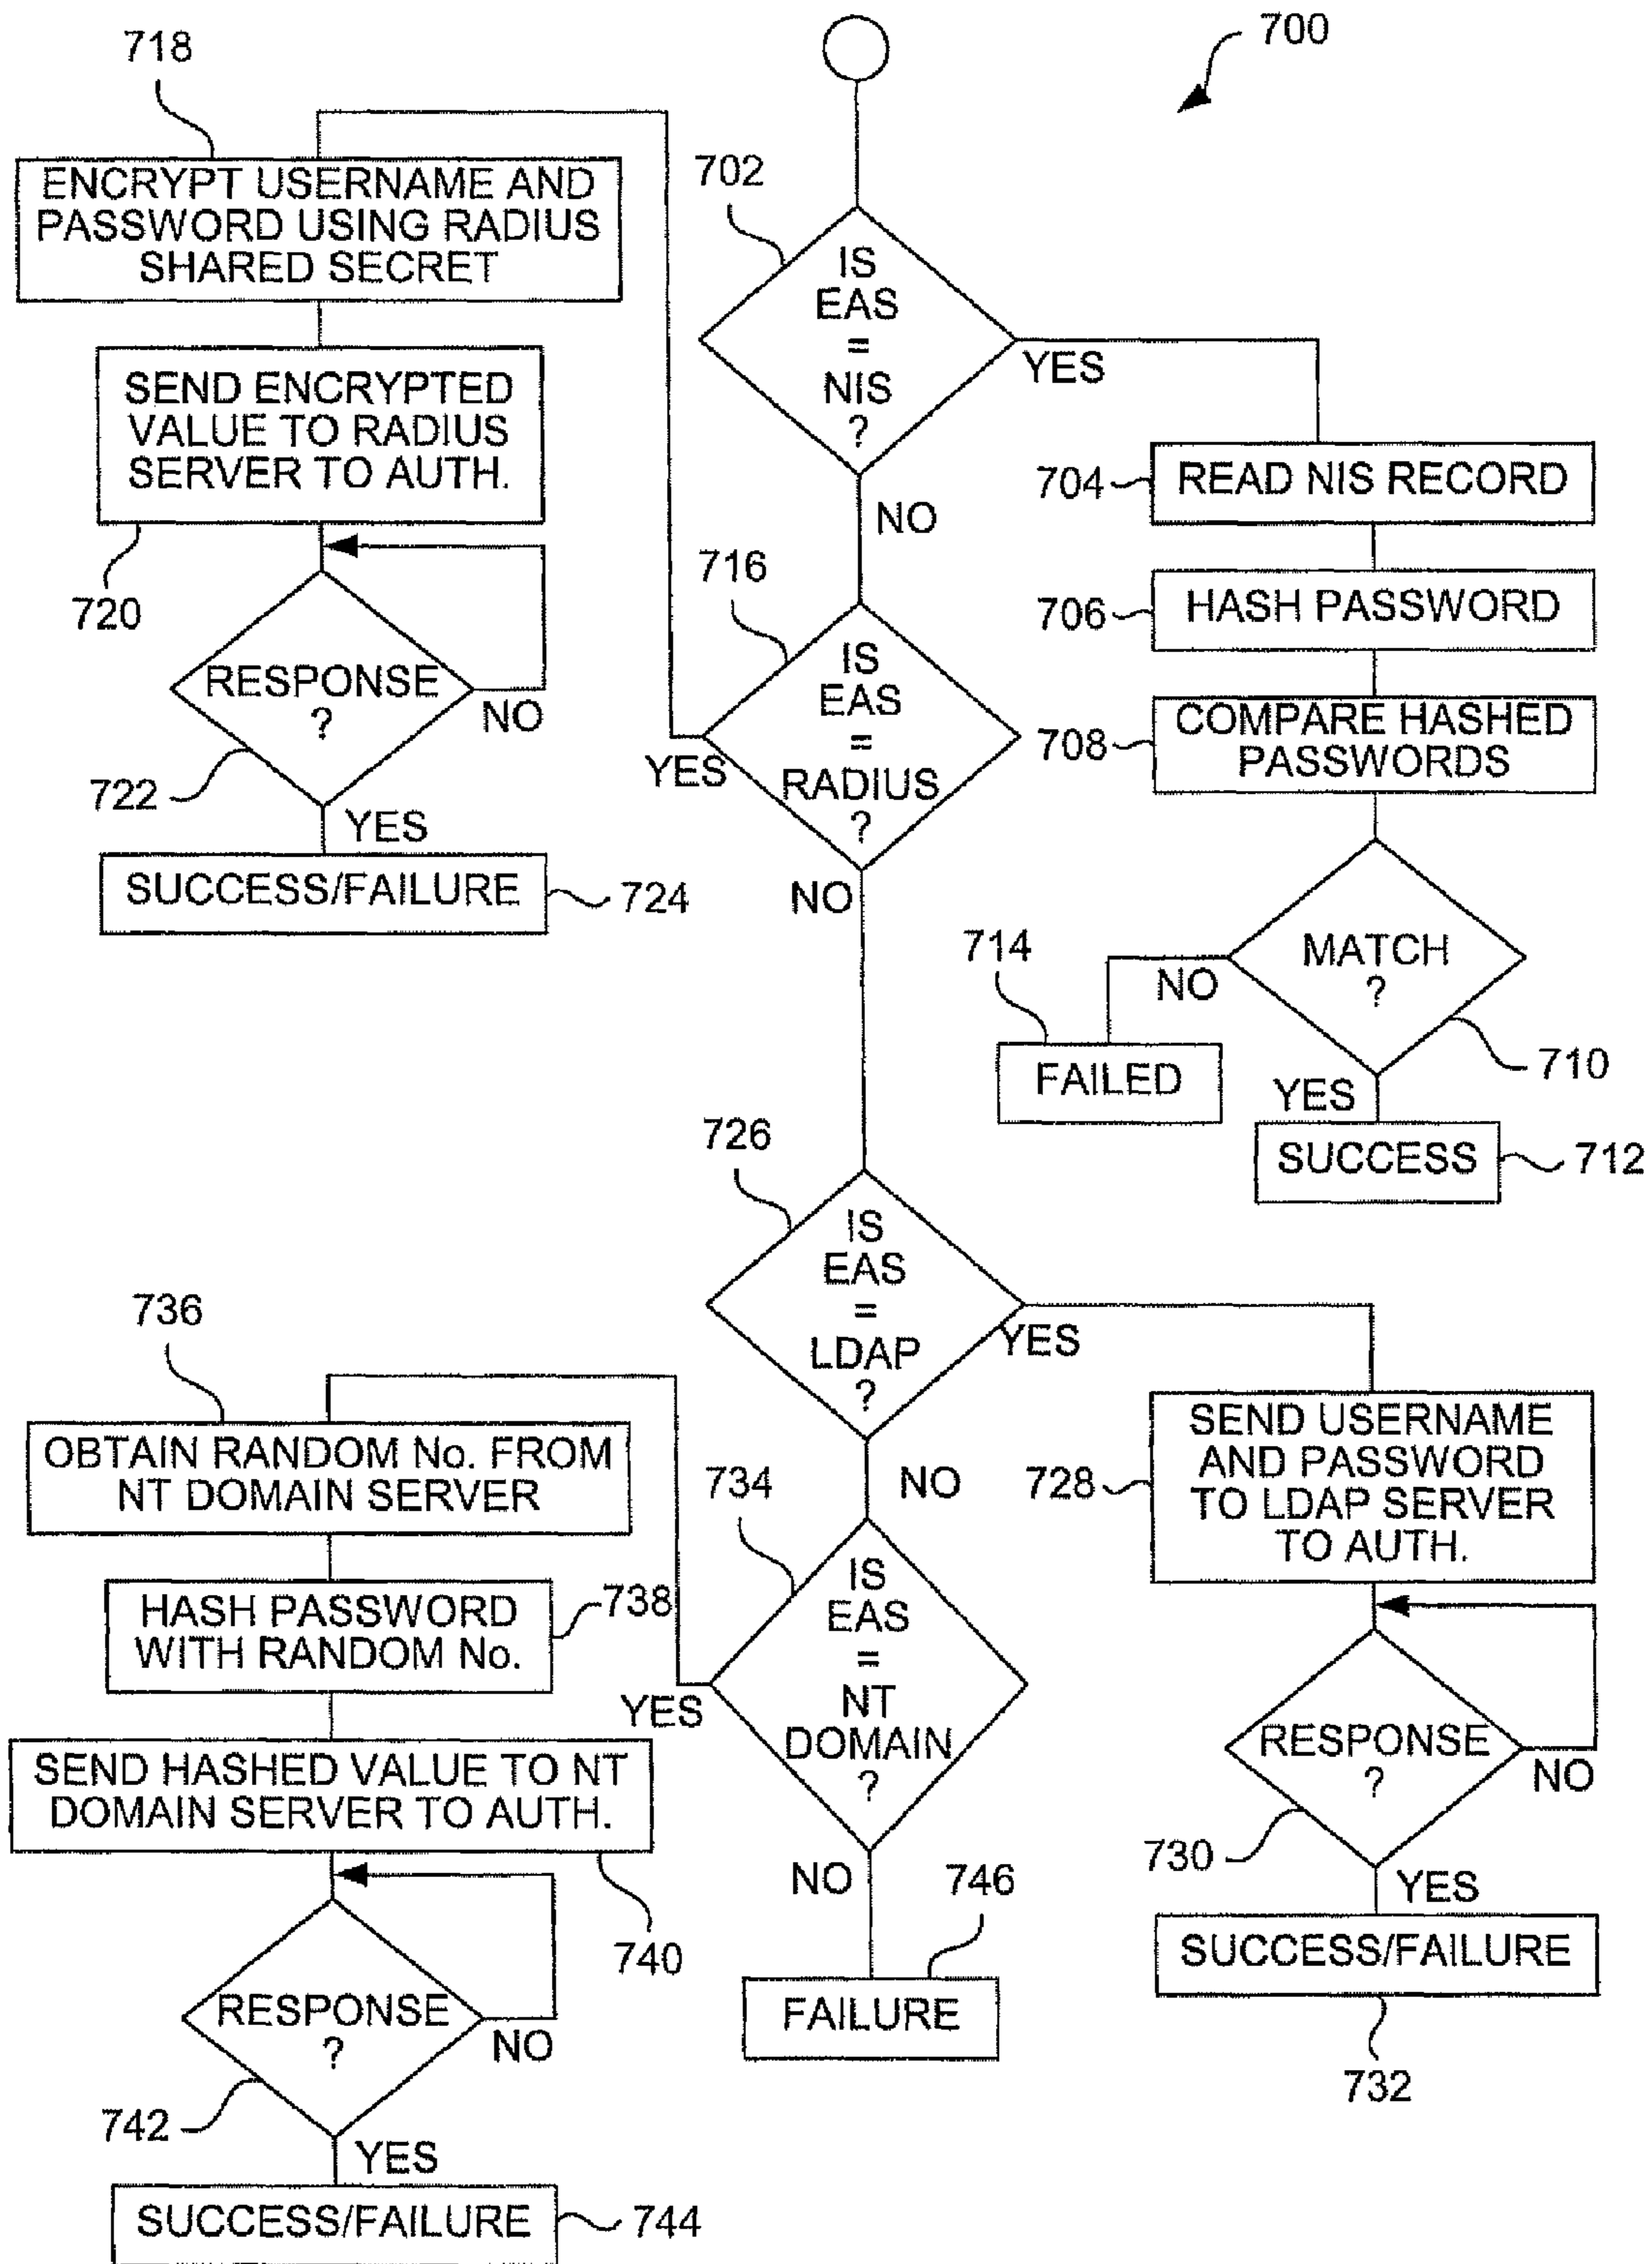 700
718
ENCRYPT USERNAME AND
PASSWORD USING RADIUS
SHARED SECRET
702
IS
EAS
=
NIS
?
YES
NO
SEND ENCRYPTED
VALUE TO RADIUS
SERVER TO AUTH.
720
704
READ NIS RECORD
706
HASH PASSWORD
708
COMPARE HASHED
PASSWORDS
716
IS
EAS
=
RADIUS
?
YES
NO
RESPONSE
?
NO
722
YES
SUCCESS/FAILURE
724
MATCH
?
710
NO
714
FAILED
YES
SUCCESS
712
726
IS
EAS
=
LDAP
?
YES
NO
736
OBTAIN RANDOM No. FROM
NT DOMAIN SERVER
HASH PASSWORD
WITH RANDOM No.
738
734
IS
EAS
=
NT
DOMAIN
?
YES
NO
728
SEND USERNAME
AND PASSWORD
TO LDAP SERVER
TO AUTH.
RESPONSE
?
NO
730
YES
SUCCESS/FAILURE
732
SEND HASHED VALUE TO NT
DOMAIN SERVER TO AUTH.
740
746
FAILURE
RESPONSE
?
NO
742
YES
SUCCESS/FAILURE
744